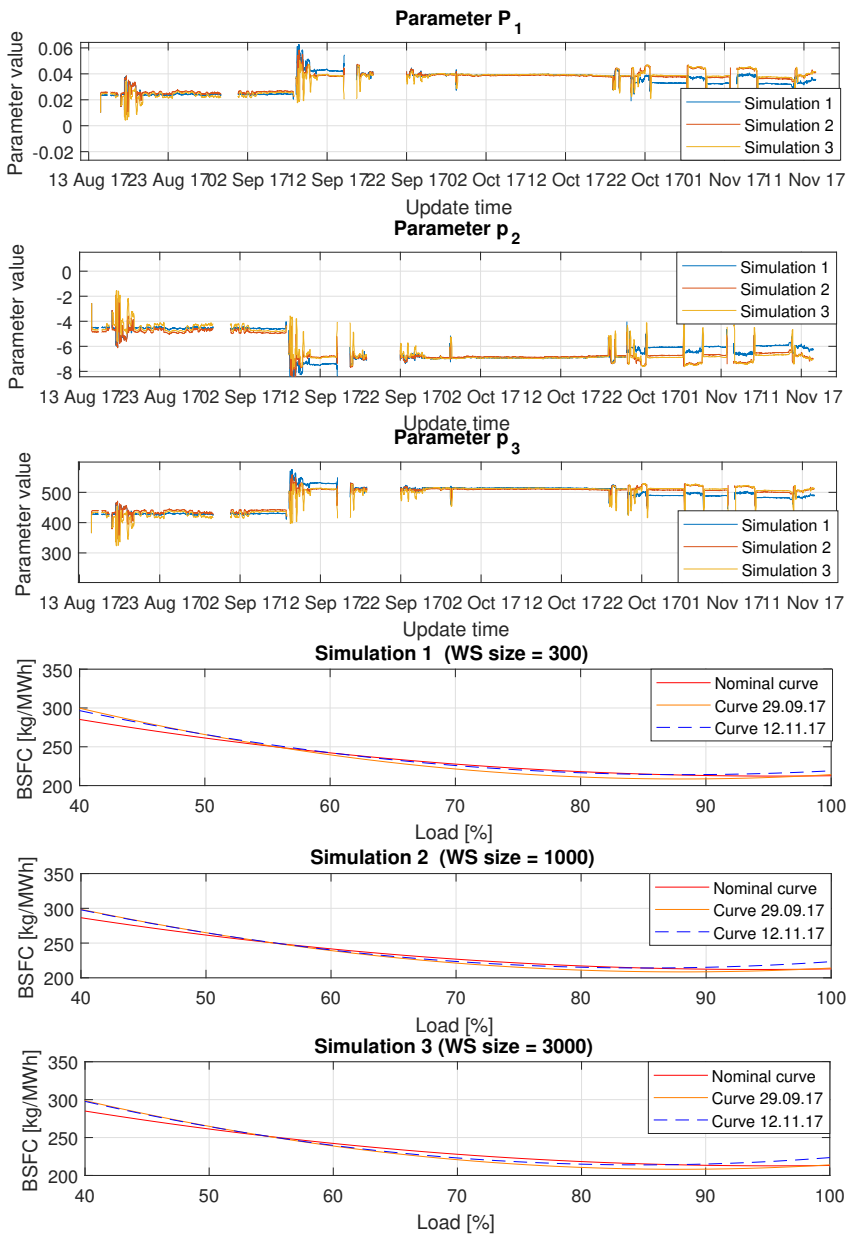 Parameter P1
Parameter value
0.06
0.04
0.02
0
-0.02
Simulation 1
Simulation 2
Simulation 3
13 Aug 17 23 Aug 17 02 Sep 17 12 Sep 17 22 Sep 17 02 Oct 17 12 Oct 17 22 Oct 17 01 Nov 17 11 Nov 17
Update time
Parameter p2
Parameter value
0
-2
-4
-6
-8
Simulation 1
Simulation 2
Simulation 3
13 Aug 17 23 Aug 17 02 Sep 17 12 Sep 17 22 Sep 17 02 Oct 17 12 Oct 17 22 Oct 17 01 Nov 17 11 Nov 17
Update time
Parameter p3
Parameter value
500
400
300
Simulation 1
Simulation 2
Simulation 3
13 Aug 17 23 Aug 17 02 Sep 17 12 Sep 17 22 Sep 17 02 Oct 17 12 Oct 17 22 Oct 17 01 Nov 17 11 Nov 17
Update time
Simulation 1 (WS size = 300)
BSFC [kg/MWh]
350
300
250
200
Nominal curve
Curve 29.09.17
Curve 12.11.17
40 50 60 70 80 90 100
Load [%]
Simulation 2 (WS size = 1000)
BSFC [kg/MWh]
350
300
250
200
Nominal curve
Curve 29.09.17
Curve 12.11.17
40 50 60 70 80 90 100
Load [%]
Simulation 3 (WS size = 3000)
BSFC [kg/MWh]
350
300
250
200
Nominal curve
Curve 29.09.17
Curve 12.11.17
40 50 60 70 80 90 100
Load [%]